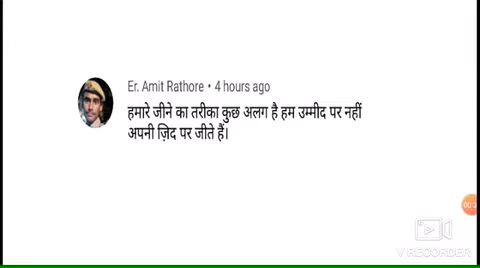 Er. Amit Rathore • 4 hours ago
हमारे जीने का तरीका कुछ अलग है हम उम्मीद पर नहीं
अपनी ज़िद पर जीते हैं।
V RECORDER